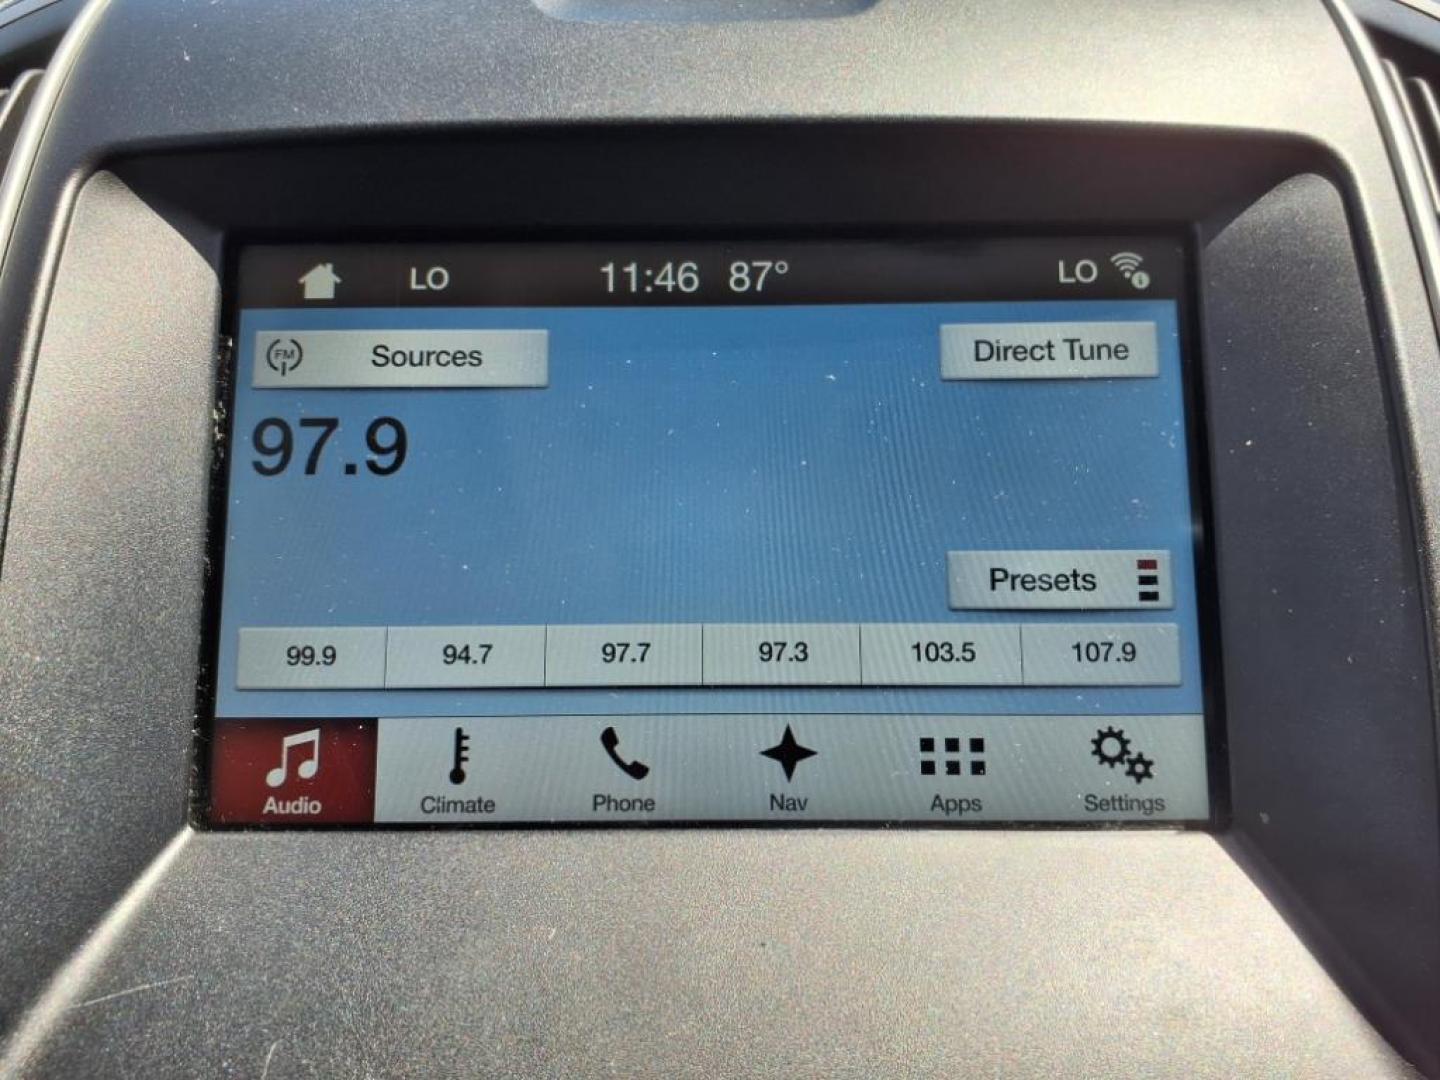 LO 11:46 87° LO
FM Sources Direct Tune
97.9
Presets
99.9 94.7 97.7 97.3 103.5 107.9
Audio Climate Phone Nav Apps Settings